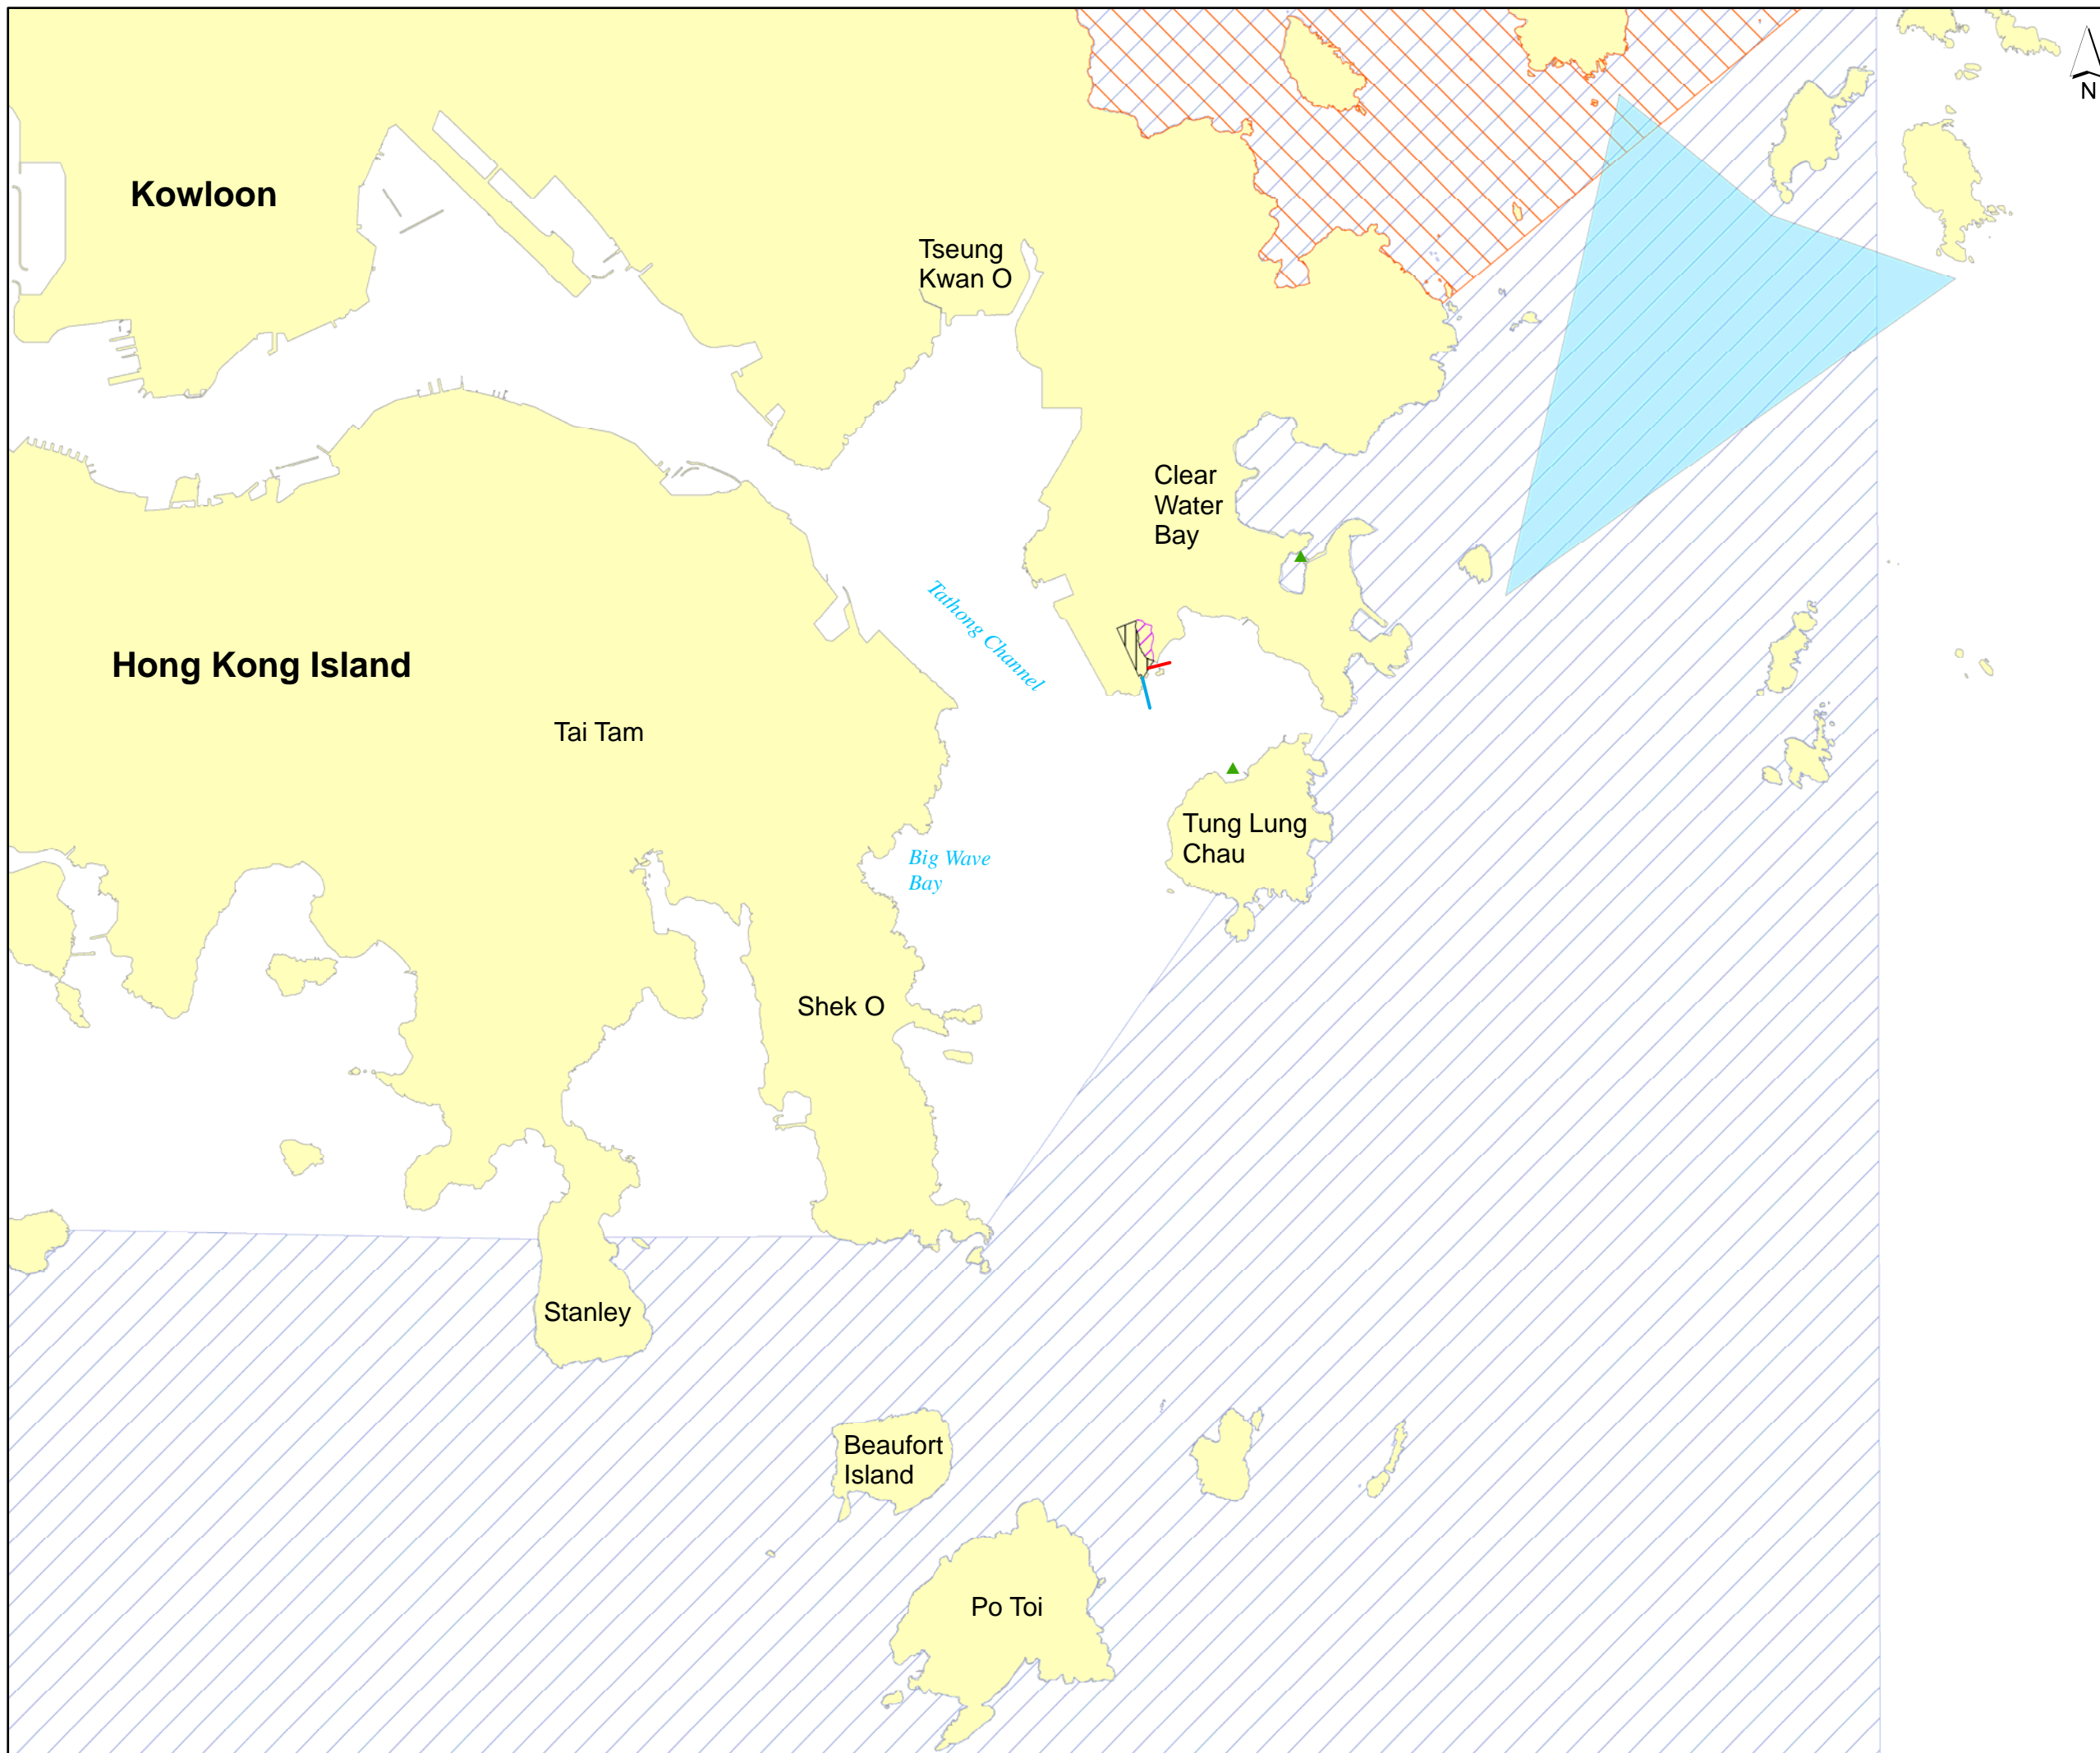 N
Kowloon
Tseung
Kwan O
Clear
Water
Bay
Tathong Channel
Hong Kong Island
Tai Tam
Tung Lung
Chau
Big Wave
Bay
Shek O
Stanley
Beaufort
Island
Po Toi